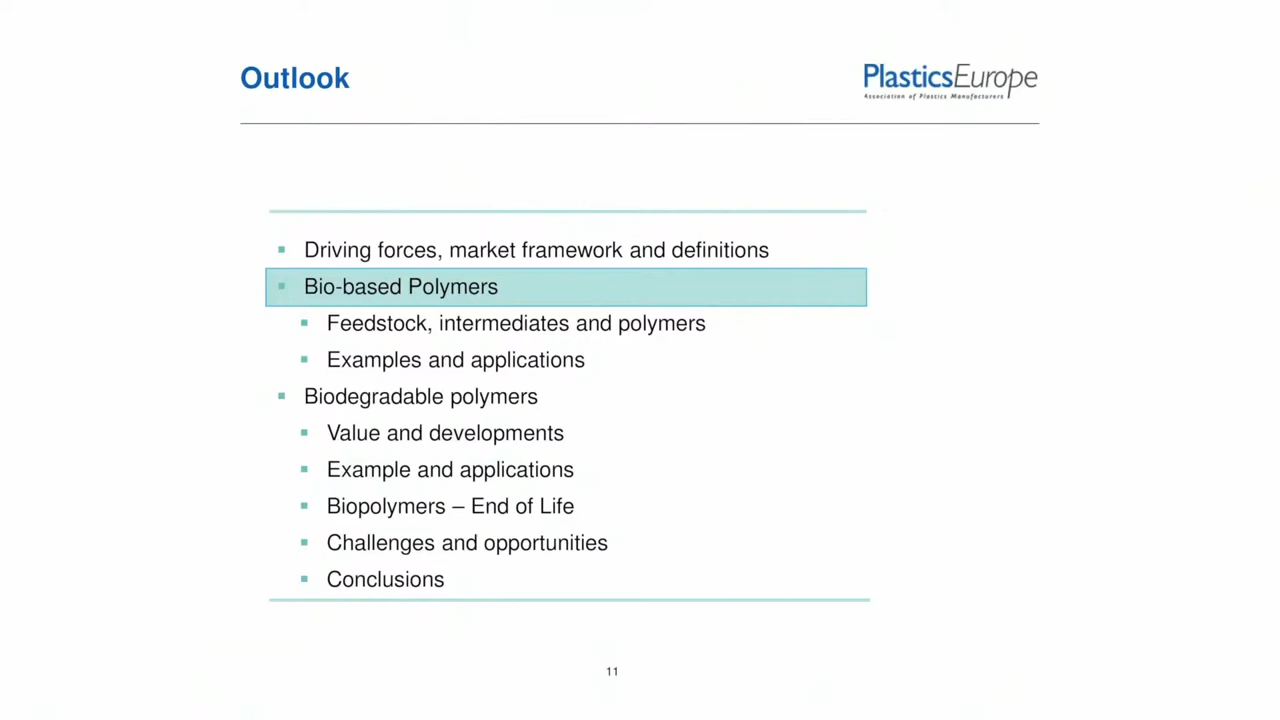 Outlook
PlasticsEurope
Association of Plastics Manufacturers
Driving forces, market framework and definitions
Bio-based Polymers
Feedstock, intermediates and polymers
Examples and applications
Biodegradable polymers
Value and developments
Example and applications
Biopolymers – End of Life
Challenges and opportunities
Conclusions
11